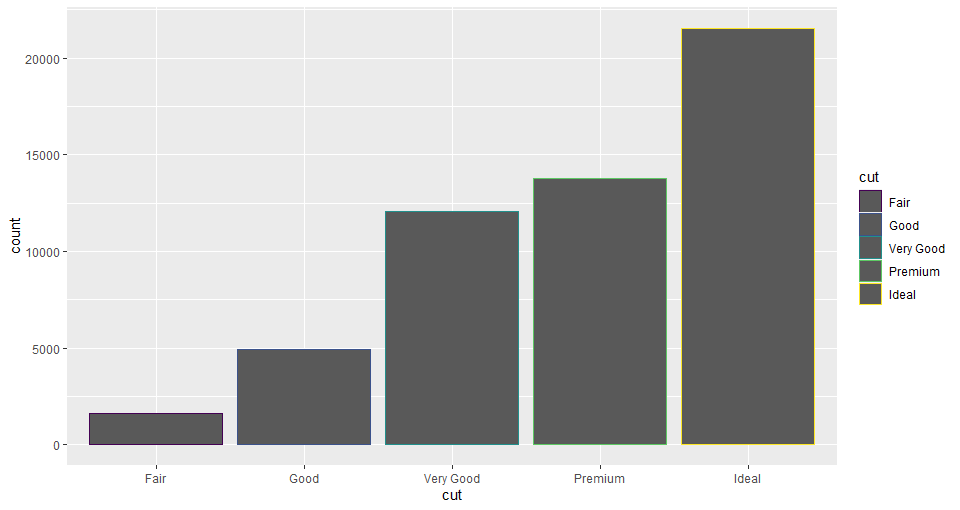 20000
15000
10000
5000
0
count
Fair Good Very Good Premium Ideal
cut
cut
Fair
Good
Very Good
Premium
Ideal